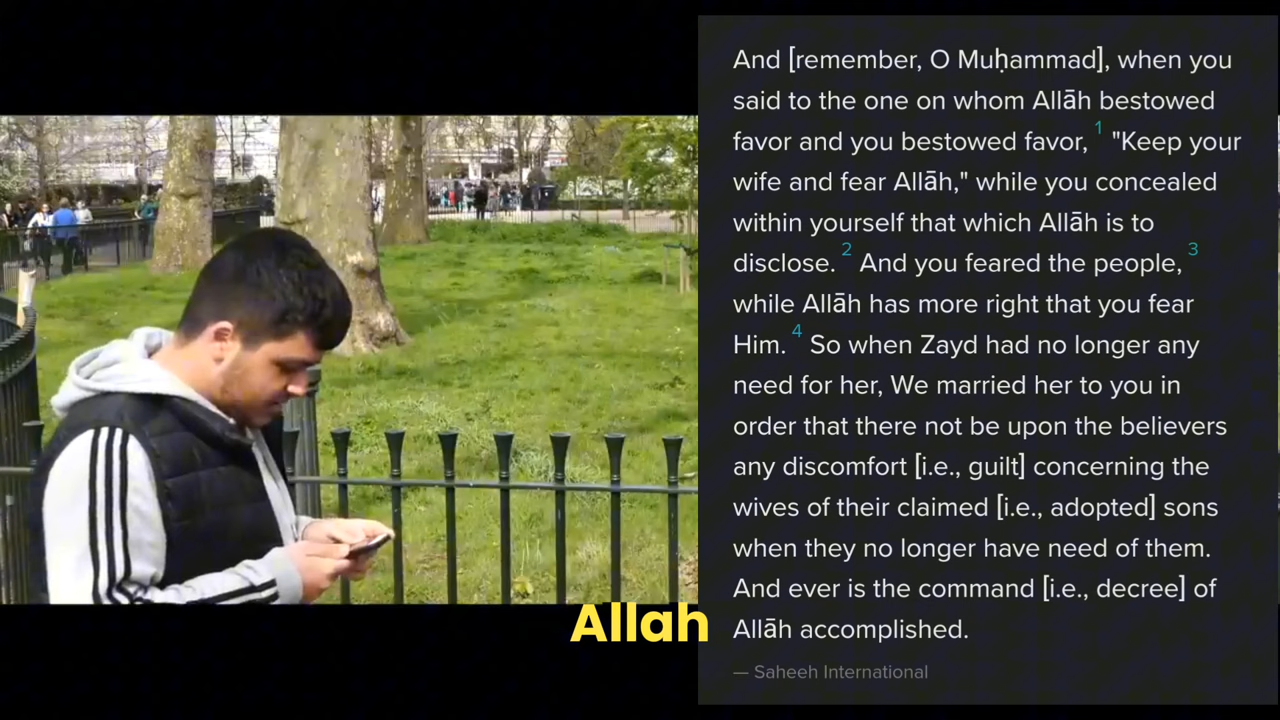 And [remember, O Muḥammad], when you
said to the one on whom Allāh bestowed
favor and you bestowed favor, 1 "Keep your
wife and fear Allāh," while you concealed
within yourself that which Allāh is to
disclose. 2 And you feared the people, 3
while Allāh has more right that you fear
Him. 4 So when Zayd had no longer any
need for her, We married her to you in
order that there not be upon the believers
any discomfort [i.e., guilt] concerning the
wives of their claimed [i.e., adopted] sons
when they no longer have need of them.
And ever is the command [i.e., decree] of
Allāh accomplished.
— Saheeh International
Allah